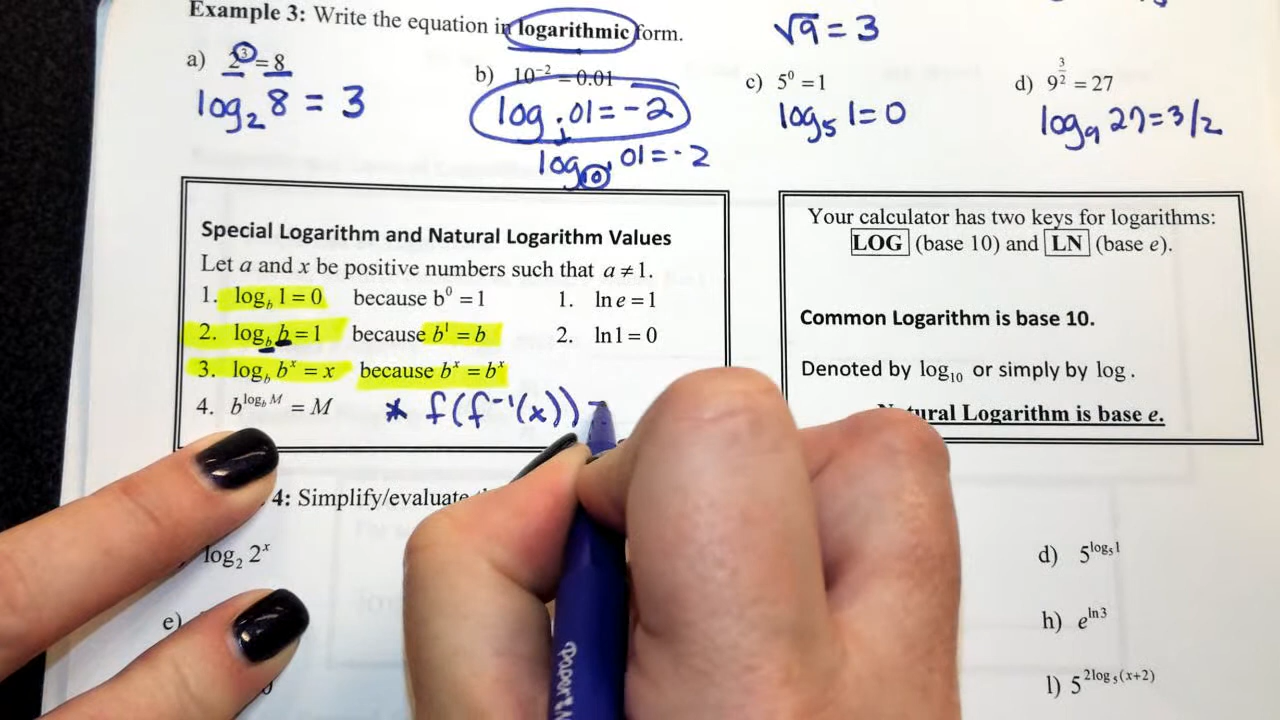 Example 3: Write the equation in logarithmic form.
√9 = 3
a) 2³ = 8
b) 10⁻² = 0.01
c) 5⁰ = 1
d) 9^(3/2) = 27
log₂ 8 = 3
log .01 = -2
log₅ 1 = 0
log₉ 27 = 3/2
log₁₀ .01 = -2
Special Logarithm and Natural Logarithm Values
Let a and x be positive numbers such that a ≠ 1.
1. log_b 1 = 0 because b⁰ = 1 1. ln e = 1
2. log_b b = 1 because b¹ = b 2. ln 1 = 0
3. log_b bˣ = x because bˣ = bˣ
4. b^(log_b M) = M * f(f⁻¹(x)) =
Your calculator has two keys for logarithms:
LOG (base 10) and LN (base e).
Common Logarithm is base 10.
Denoted by log₁₀ or simply by log.
Logarithm is base e.
4: Simplify/evaluate
log₂ 2ˣ
d) 5^(log₅ 1)
e)
h) e^(ln 3)
l) 5^(2log₅(x+2))
Paper